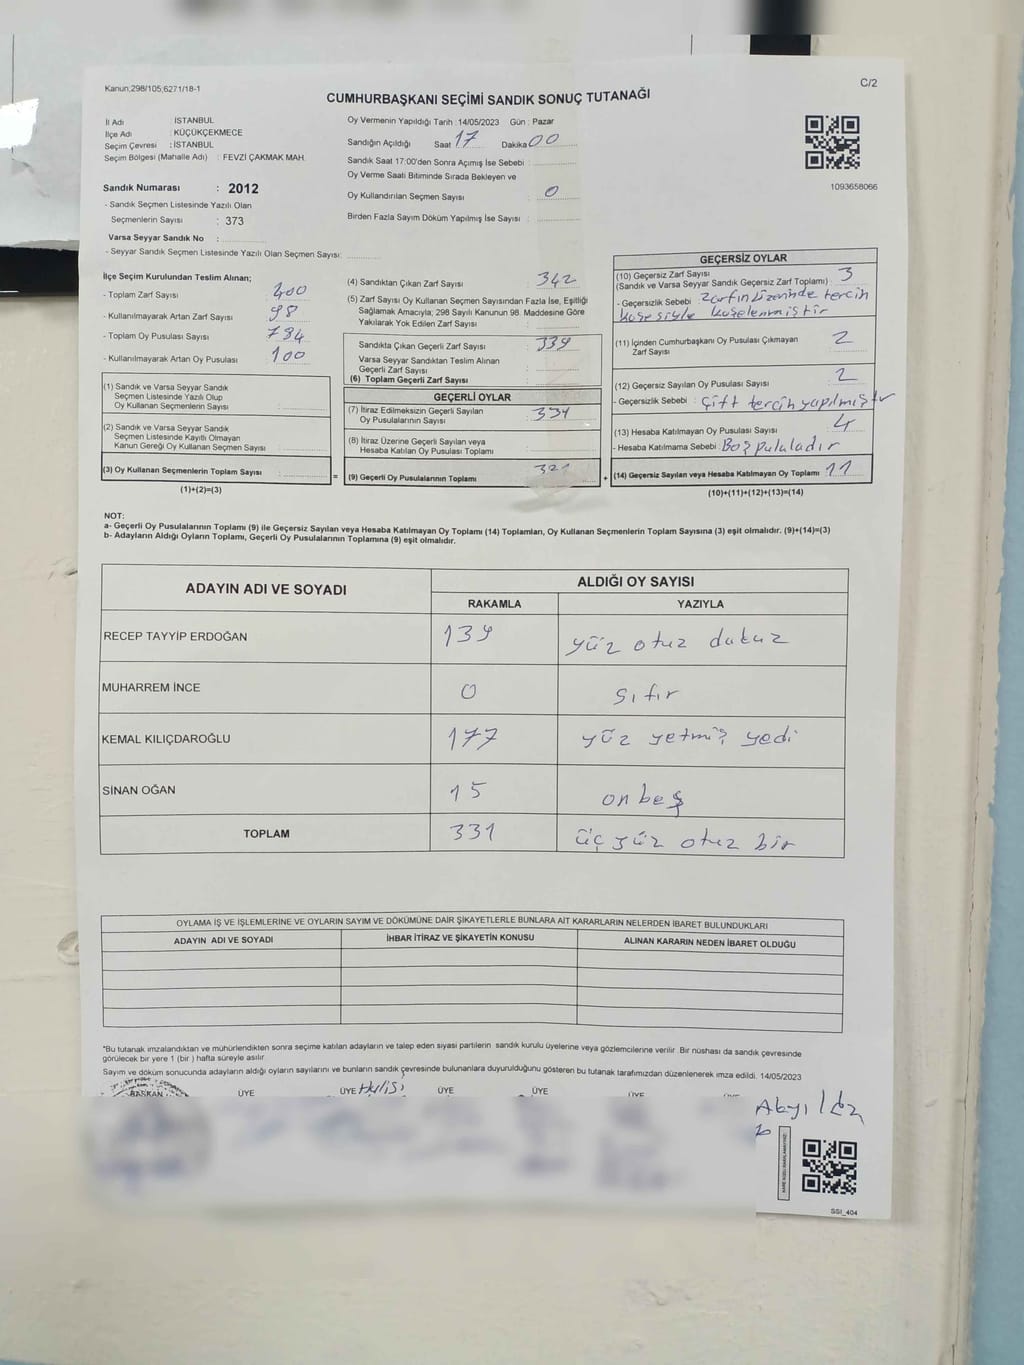 Kanun;298/105,6271/18-1
C/2
CUMHURBAŞKANI SEÇİMİ SANDIK SONUÇ TUTANAĞI
İl Adı : İSTANBUL
İlçe Adı : KÜÇÜKÇEKMECE
Seçim Çevresi : İSTANBUL
Seçim Bölgesi (Mahalle Adı) : FEVZİ ÇAKMAK MAH.
Sandık Numarası : 2012
- Sandık Seçmen Listesinde Yazılı Olan
Seçmenlerin Sayısı : 373
Varsa Seyyar Sandık No :
- Seyyar Sandık Seçmen Listesinde Yazılı Olan Seçmen Sayısı:
Oy Vermenin Yapıldığı Tarih : 14/05/2023 Gün : Pazar
Sandığın Açıldığı Saat 17 Dakika 00
Sandık Saat 17:00'den Sonra Açımış İse Sebebi :
Oy Verme Saati Bitiminde Sırada Bekleyen ve
Oy Kullandırılan Seçmen Sayısı : 0
Birden Fazla Sayım Döküm Yapılmış İse Sayısı :
1093658066
İlçe Seçim Kurulundan Teslim Alınan;
- Toplam Zarf Sayısı : 400
- Kullanılmayarak Artan Zarf Sayısı : 98
- Toplam Oy Pusulası Sayısı :
- Kullanılmayarak Artan Oy Pusulası : 100
(1) Sandık ve Varsa Seyyar Sandık
Seçmen Listesinde Yazılı Olup
Oy Kullanan Seçmenlerin Sayısı :
(2) Sandık ve Varsa Seyyar Sandık
Seçmen Listesinde Kayıtlı Olmayan
Kanun Gereği Oy Kullanan Seçmen Sayısı :
(3) Oy Kullanan Seçmenlerin Toplam Sayısı :
(1)+(2)=(3)
(4) Sandıktan Çıkan Zarf Sayısı : 342
(5) Zarf Sayısı Oy Kullanan Seçmen Sayısından Fazla İse, Eşitliği
Sağlamak Amacıyla; 298 Sayılı Kanunun 98. Maddesine Göre
Yakılarak Yok Edilen Zarf Sayısı :
Sandıkta Çıkan Geçerli Zarf Sayısı : 339
Varsa Seyyar Sandıktan Teslim Alınan
Geçerli Zarf Sayısı :
(6) Toplam Geçerli Zarf Sayısı :
GEÇERLİ OYLAR
(7) İtiraz Edilmeksizin Geçerli Sayılan
Oy Pusulalarının Sayısı : 334
(8) İtiraz Üzerine Geçerli Sayılan veya
Hesaba Katılan Oy Pusulası Toplamı :
= (9) Geçerli Oy Pusulalarının Toplamı :
GEÇERSİZ OYLAR
(10) Geçersiz Zarf Sayısı
(Sandık ve Varsa Seyyar Sandık Geçersiz Zarf Toplamı) : 3
- Geçersizlik Sebebi : Zarfın üzerinde tercih
kaşesiyle kaşelenmiştir
(11) İçinden Cumhurbaşkanı Oy Pusulası Çıkmayan
Zarf Sayısı : 2
(12) Geçersiz Sayılan Oy Pusulası Sayısı : 2
- Geçersizlik Sebebi : Çift tercih yapılmıştır
(13) Hesaba Katılmayan Oy Pusulası Sayısı : 4
- Hesaba Katılmama Sebebi : Boş pulaladır
+ (14) Geçersiz Sayılan veya Hesaba Katılmayan Oy Toplamı : 11
(10)+(11)+(12)+(13)=(14)
NOT:
a- Geçerli Oy Pusulalarının Toplamı (9) ile Geçersiz Sayılan veya Hesaba Katılmayan Oy Toplamı (14) Toplamları, Oy Kullanan Seçmenlerin Toplam Sayısına (3) eşit olmalıdır. (9)+(14)=(3)
b- Adayların Aldığı Oyların Toplamı, Geçerli Oy Pusulalarının Toplamına (9) eşit olmalıdır.
ADAYIN ADI VE SOYADI
ALDIĞI OY SAYISI
RAKAMLA YAZIYLA
RECEP TAYYİP ERDOĞAN 139 yüz otuz dukuz
MUHARREM İNCE 0 sıfır
KEMAL KILIÇDAROĞLU 177 yüz yetmiş yedi
SİNAN OĞAN 15 on beş
TOPLAM 331 üç yüz otuz bir
OYLAMA İŞ VE İŞLEMLERİNE VE OYLARIN SAYIM VE DÖKÜMÜNE DAİR ŞİKAYETLERLE BUNLARA AİT KARARLARIN NELERDEN İBARET BULUNDUKLARI
ADAYIN ADI VE SOYADI İHBAR İTİRAZ VE ŞİKAYETİN KONUSU ALINAN KARARIN NEDEN İBARET OLDUĞU
*Bu tutanak imzalandıktan ve mühürlendikten sonra seçime katılan adayların ve talep eden siyasi partilerin sandık kurulu üyelerine veya gözlemcilerine verilir. Bir nüshası da sandık çevresinde
görülecek bir yere 1 (bir ) hafta süreyle asılır.
Sayım ve döküm sonucunda adayların aldığı oyların sayılarını ve bunların sandık çevresinde bulunanlara duyurulduğunu gösteren bu tutanak tarafımızdan düzenlenerek imza edildi. 14/05/2023
BAŞKAN ÜYE ÜYE ÜYE ÜYE ÜYE
Akyıldız
SSI_404